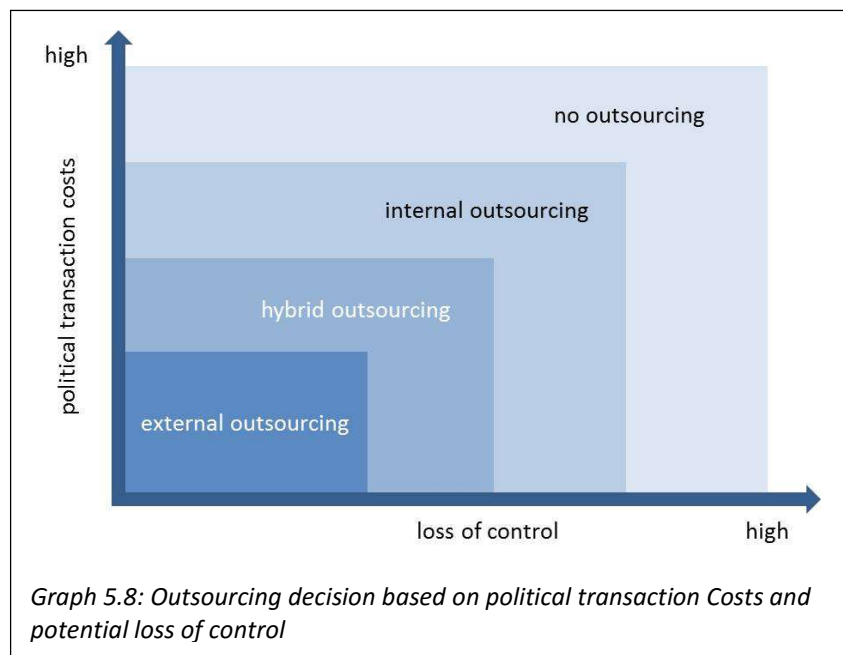 high
no outsourcing
political transaction costs
internal outsourcing
hybrid outsourcing
external outsourcing
loss of control
high
Graph 5.8: Outsourcing decision based on political transaction Costs and
potential loss of control